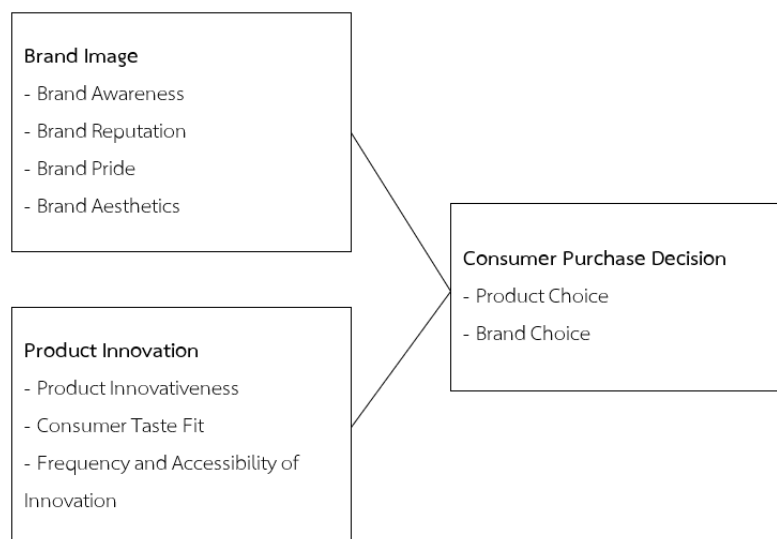 Brand Image
- Brand Awareness
- Brand Reputation
- Brand Pride
- Brand Aesthetics
Product Innovation
- Product Innovativeness
- Consumer Taste Fit
- Frequency and Accessibility of
Innovation
Consumer Purchase Decision
- Product Choice
- Brand Choice